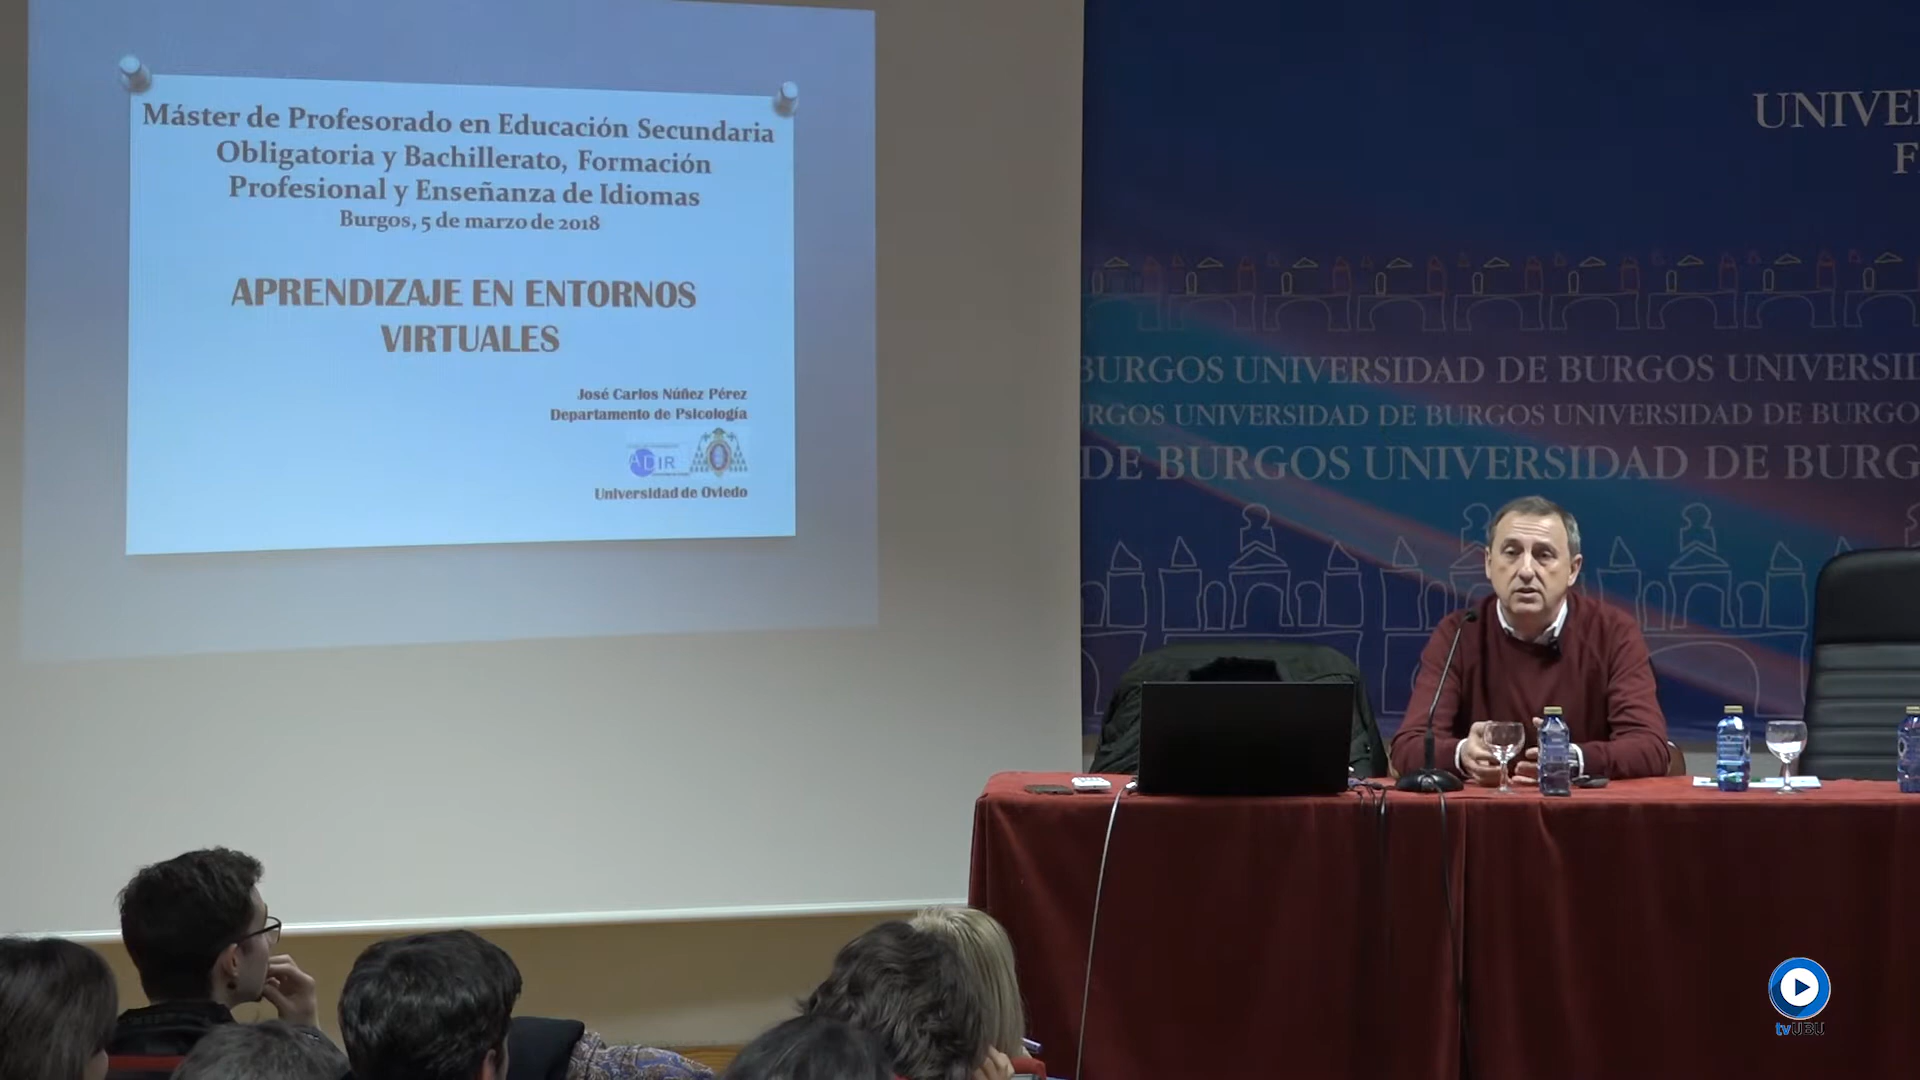 Máster de Profesorado en Educación Secundaria
Obligatoria y Bachillerato, Formación
Profesional y Enseñanza de Idiomas
Burgos, 5 de marzo de 2018
APRENDIZAJE EN ENTORNOS
VIRTUALES
José Carlos Núñez Pérez
Departamento de Psicología
ADIR
Universidad de Oviedo
BURGOS UNIVERSIDAD DE BURGOS UNIVERSI
RGOS UNIVERSIDAD DE BURGOS UNIVERSIDAD DE BURGO
DE BURGOS UNIVERSIDAD DE BURG
tvUBU